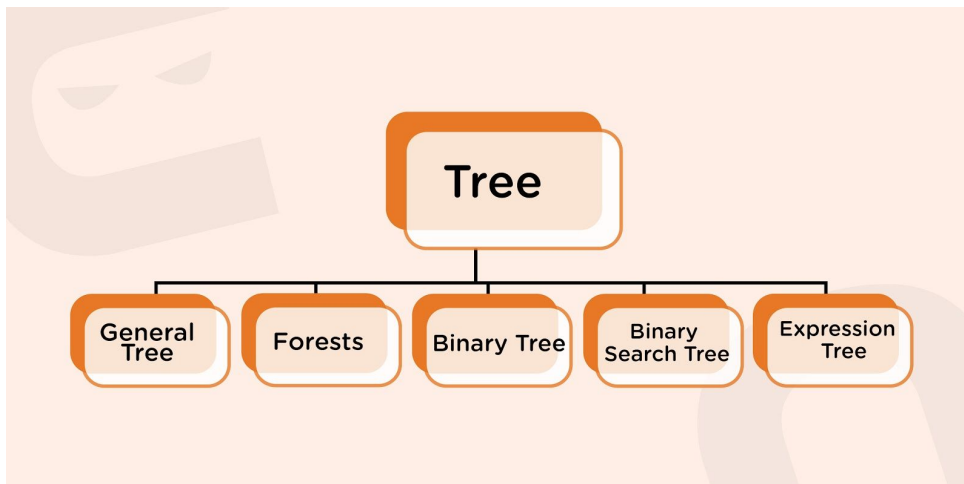 Tree
General
Tree
Forests
Binary Tree
Binary
Search Tree
Expression
Tree